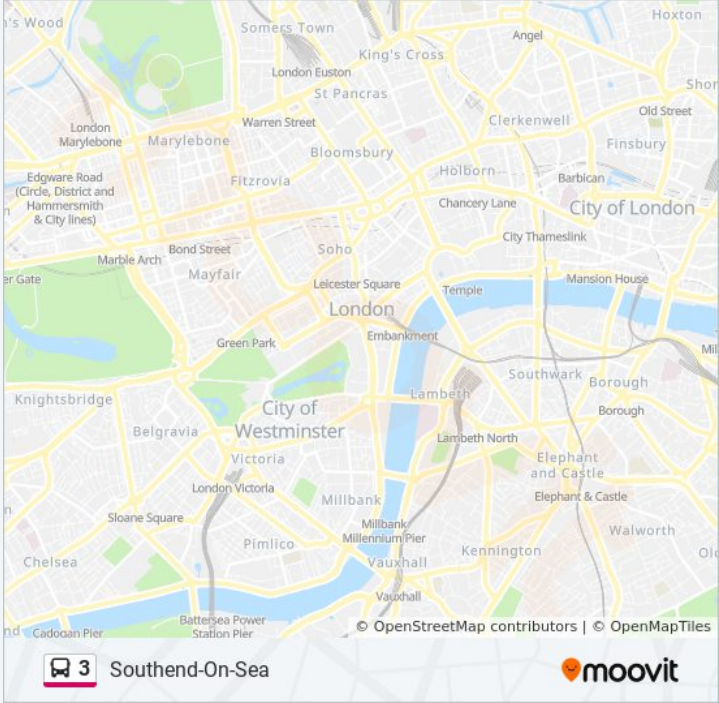 n's Wood
Somers Town
Hoxton
Angel
King's Cross
London Euston
St Pancras
Shor
Old Street
Warren Street
Clerkenwell
London
Marylebone
Marylebone
Finsbury
Bloomsbury
Holborn
Edgware Road
(Circle, District and
Hammersmith
& City lines)
Fitzrovia
Barbican
Chancery Lane
City of London
n
City Thameslink
Bond Street
Soho
Marble Arch
Mayfair
er Gate
Mansion House
Leicester Square
Temple
London
Embankment
Green Park
Mil
Southwark
Borough
Knightsbridge
Lambeth
City of
Westminster
Borough
Belgravia
Lambeth North
Victoria
Elephant
and Castle
London Victoria
Elephant & Castle
Millbank
n
Sloane Square
Millbank
Millennium Pier
Walworth
Pimlico
Kennington
Old
Chelsea
Vauxhall
Vauxhall
Battersea Power
Station Pier
nd
Cadogan Pier
© OpenStreetMap contributors | © OpenMapTiles
3 Southend-On-Sea
moovit